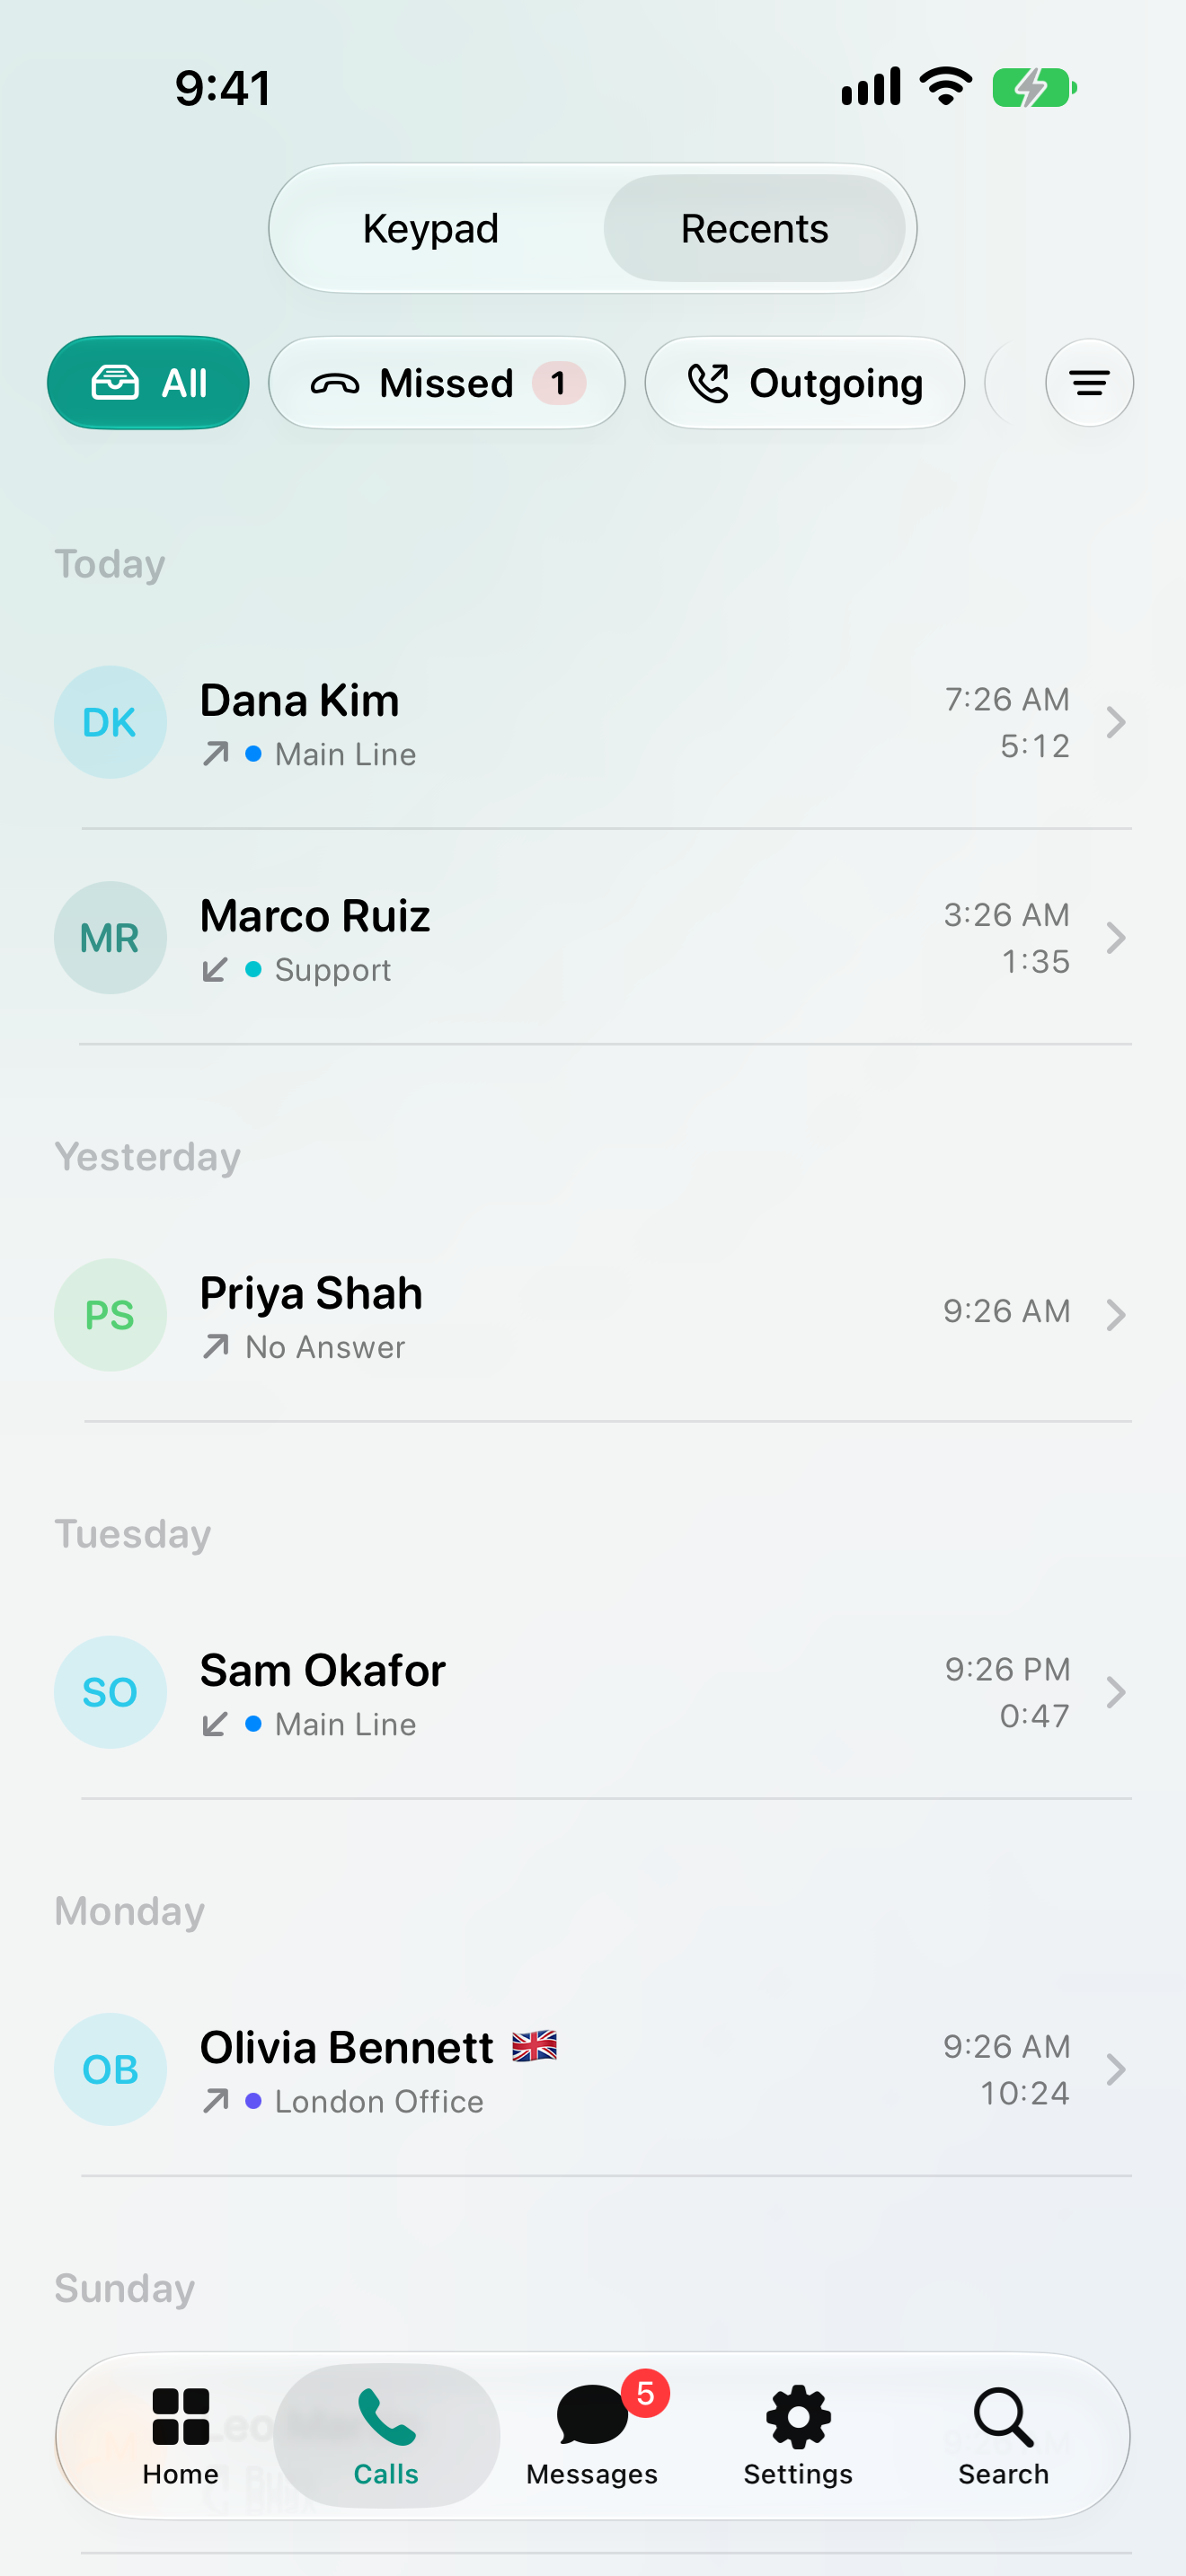 9:41
Keypad Recents
All Missed 1 Outgoing
Today
DK Dana Kim 7:26 AM
Main Line 5:12
MR Marco Ruiz 3:26 AM
Support 1:35
Yesterday
PS Priya Shah 9:26 AM
No Answer
Tuesday
SO Sam Okafor 9:26 PM
Main Line 0:47
Monday
OB Olivia Bennett 9:26 AM
London Office 10:24
Sunday
5
Home Calls Messages Settings Search